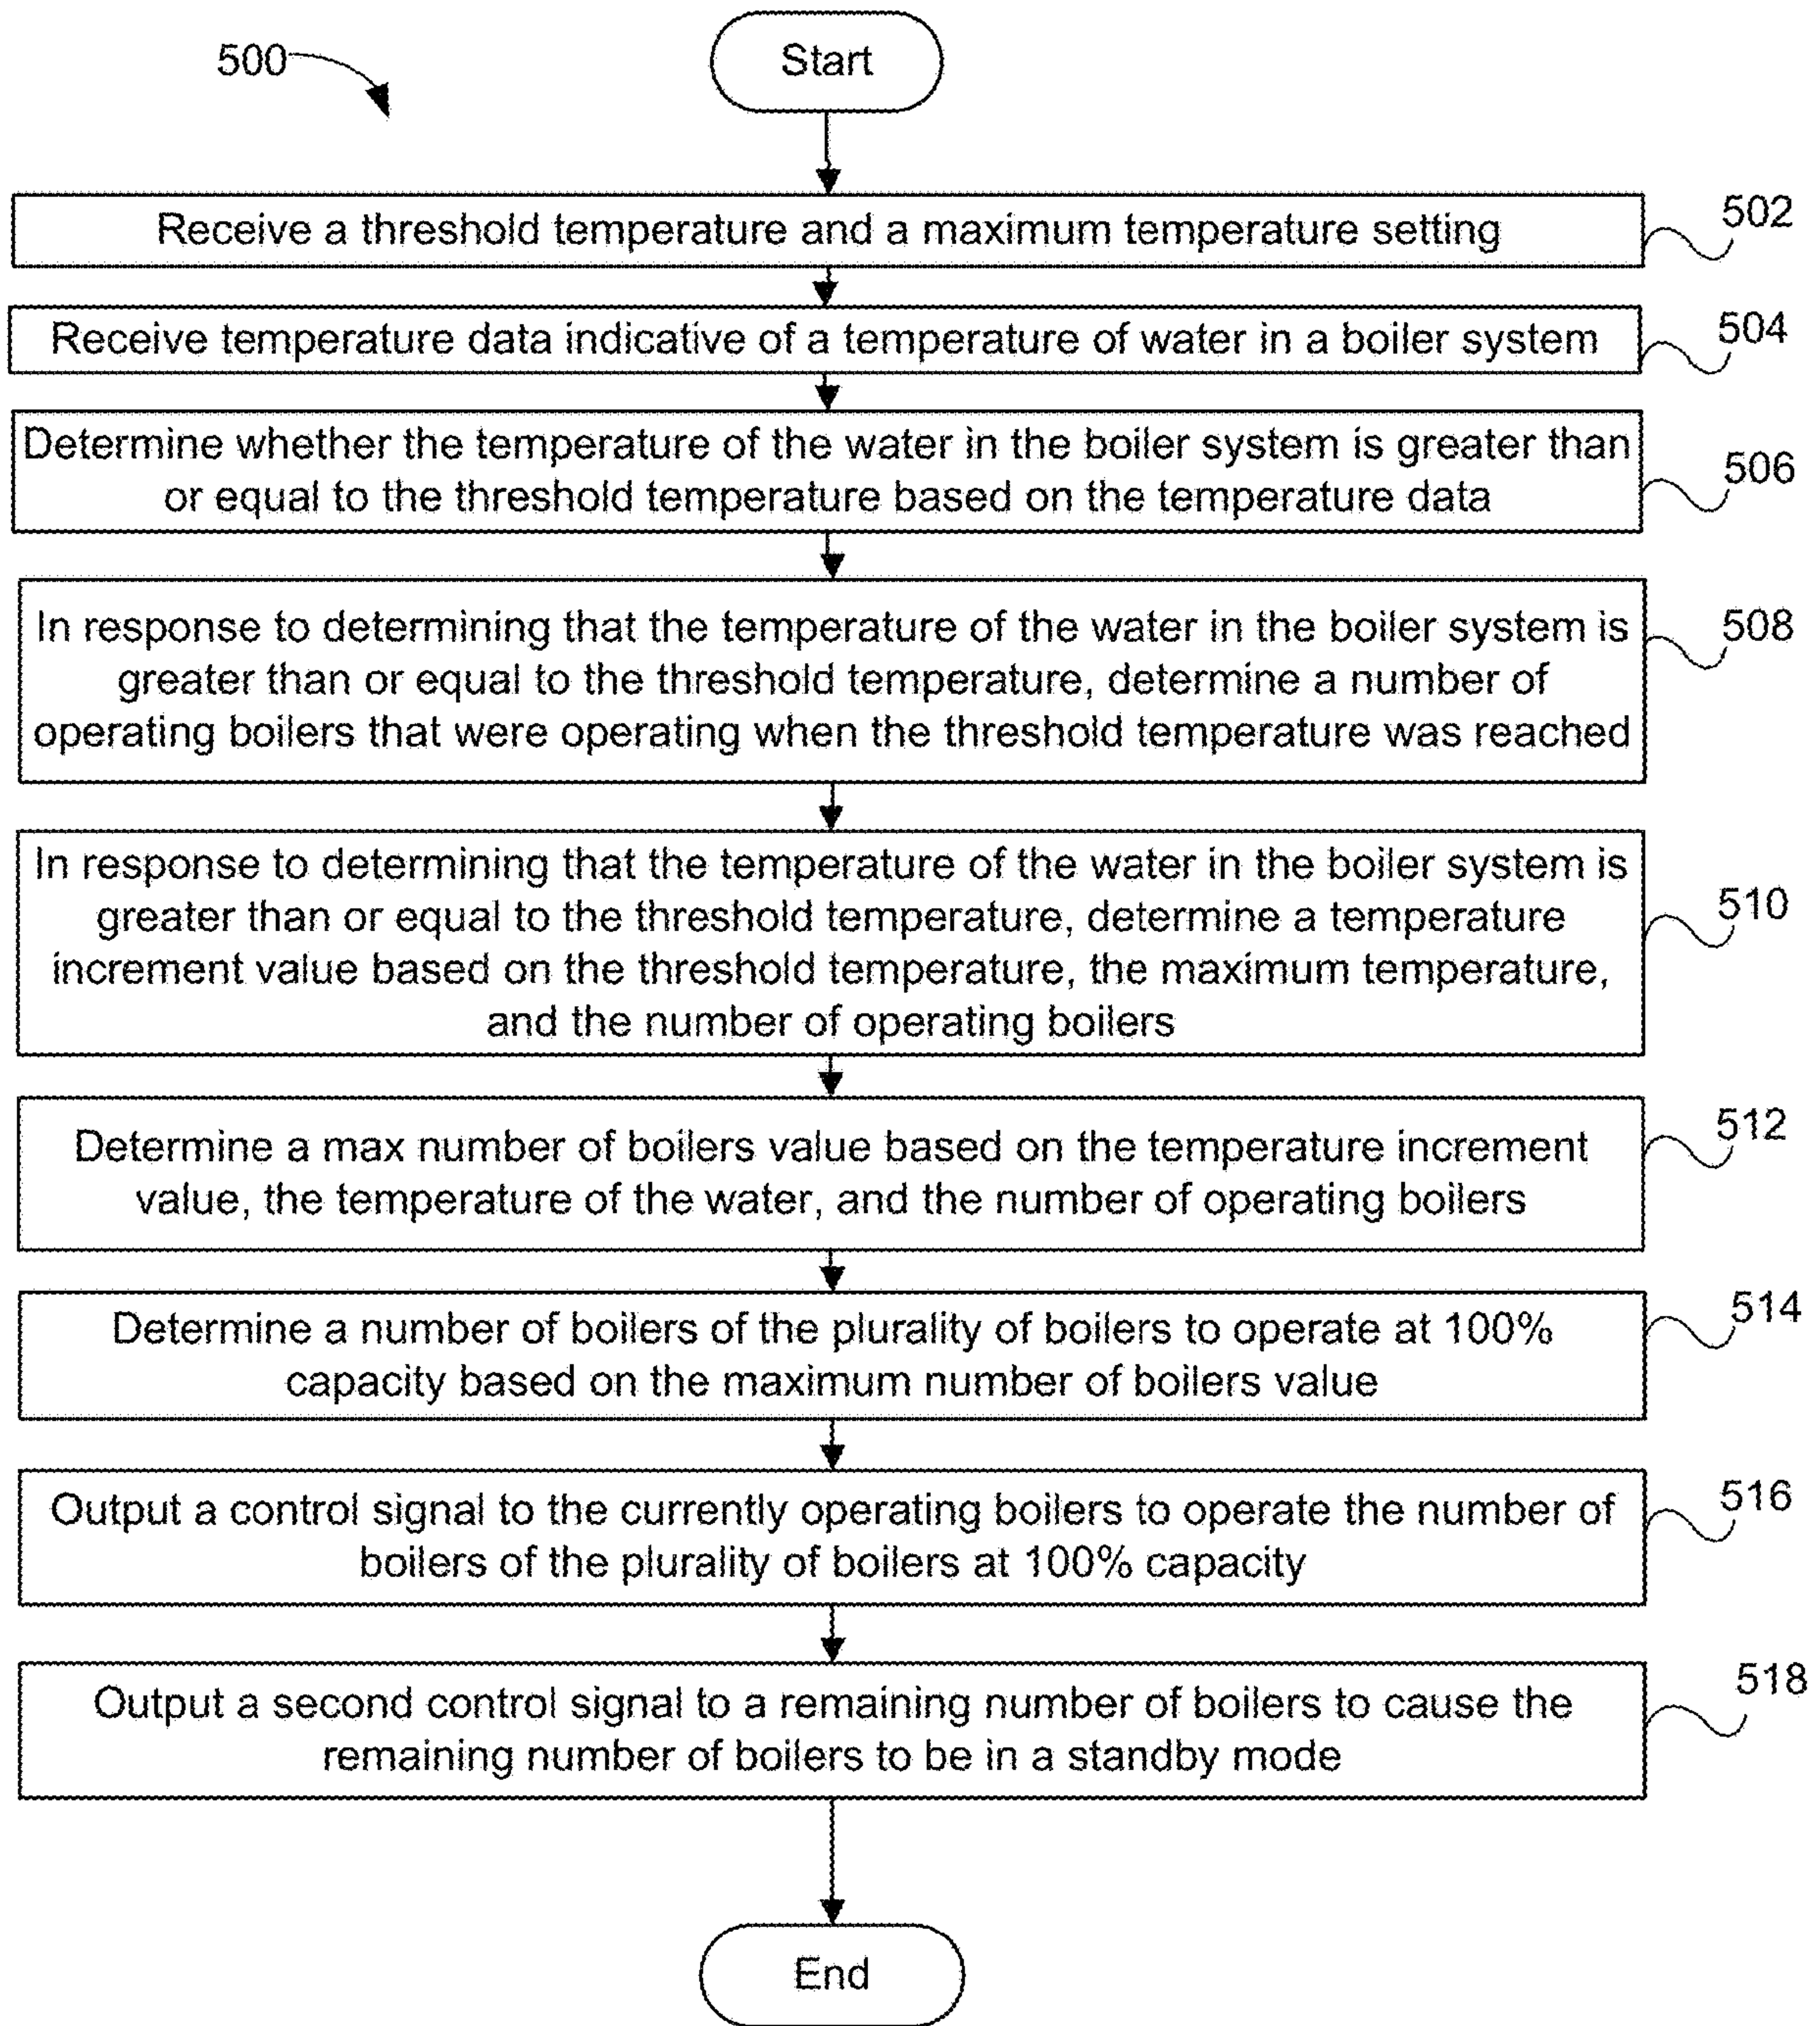 500
Start
Receive a threshold temperature and a maximum temperature setting
502
Receive temperature data indicative of a temperature of water in a boiler system
504
Determine whether the temperature of the water in the boiler system is greater than
or equal to the threshold temperature based on the temperature data
506
In response to determining that the temperature of the water in the boiler system is
greater than or equal to the threshold temperature, determine a number of
operating boilers that were operating when the threshold temperature was reached
508
In response to determining that the temperature of the water in the boiler system is
greater than or equal to the threshold temperature, determine a temperature
increment value based on the threshold temperature, the maximum temperature,
and the number of operating boilers
510
Determine a max number of boilers value based on the temperature increment
value, the temperature of the water, and the number of operating boilers
512
Determine a number of boilers of the plurality of boilers to operate at 100%
capacity based on the maximum number of boilers value
514
Output a control signal to the currently operating boilers to operate the number of
boilers of the plurality of boilers at 100% capacity
516
Output a second control signal to a remaining number of boilers to cause the
remaining number of boilers to be in a standby mode
518
End